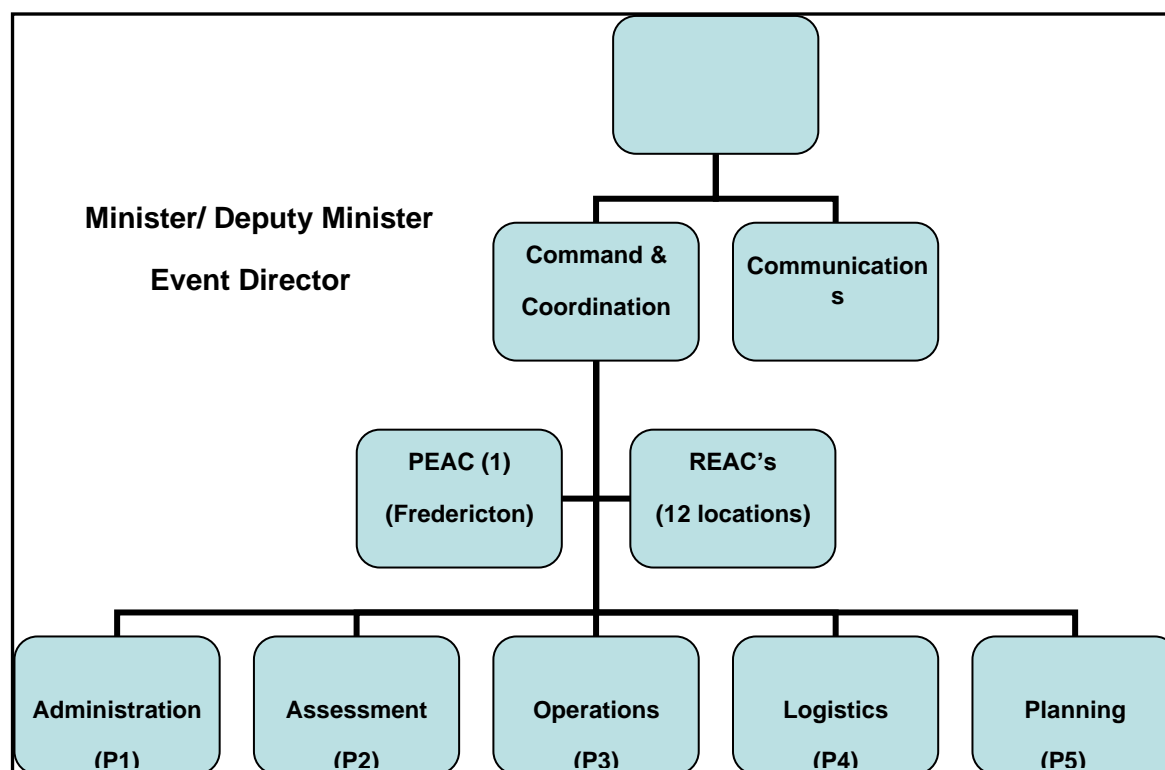 Minister/ Deputy Minister
Event Director
Command &
Coordination
Communication
s
PEAC (1)
(Fredericton)
REAC’s
(12 locations)
Administration
(P1)
Assessment
(P2)
Operations
(P3)
Logistics
(P4)
Planning
(P5)